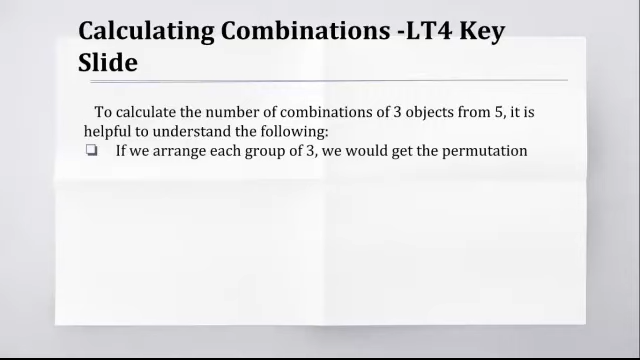 Calculating Combinations -LT4 Key
Slide
To calculate the number of combinations of 3 objects from 5, it is
helpful to understand the following:
❑ If we arrange each group of 3, we would get the permutation